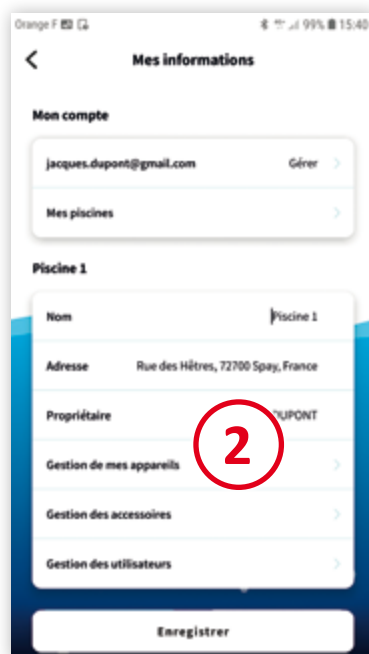 Orange F 99% 15:40
Mes informations
Mon compte
jacques.dupont@gmail.com Gérer
Mes piscines
Piscine 1
Nom Piscine 1
Adresse Rue des Hêtres, 72700 Spay, France
Propriétaire DUPONT
2
Gestion de mes appareils
Gestion des accessoires
Gestion des utilisateurs
Enregistrer